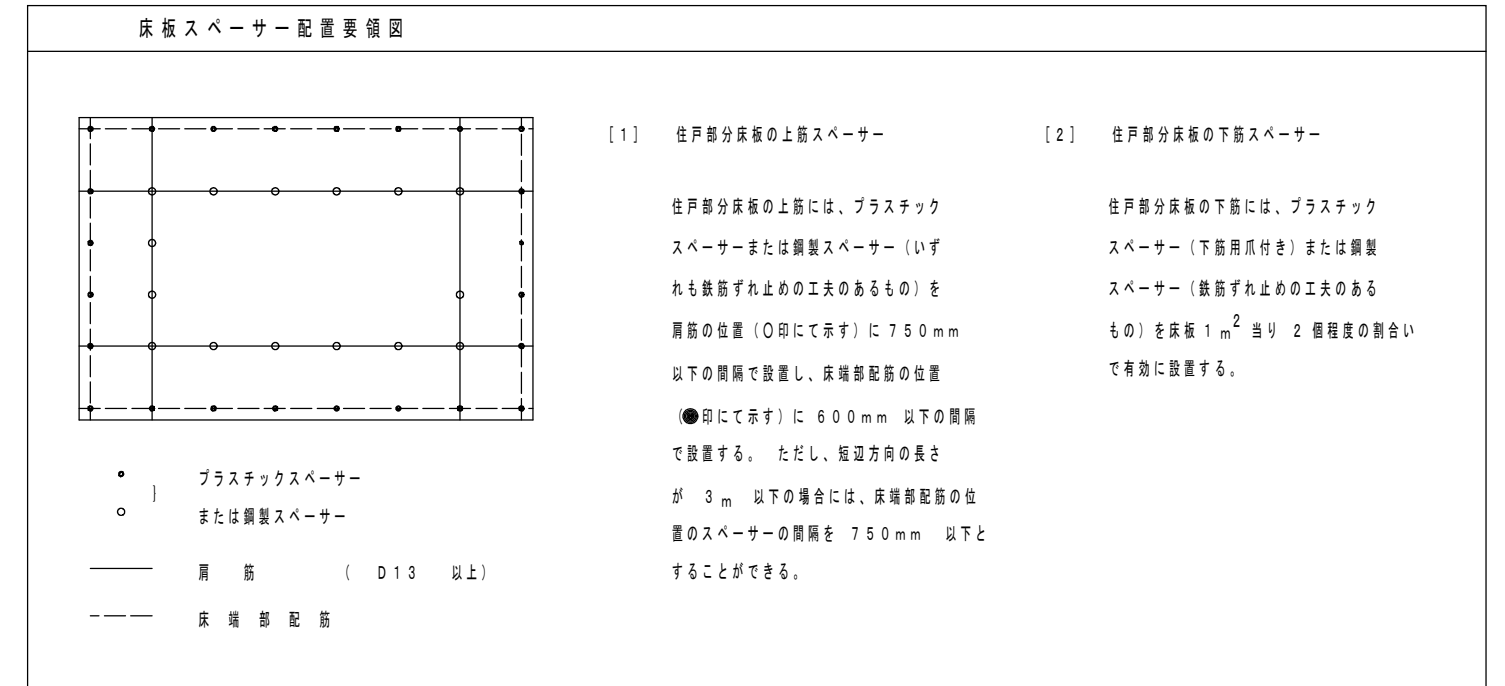 床板スペーサー配置要領図
プラスチックスペーサー
}
または鋼製スペーサー
肩筋 ( D13 以上)
床端部配筋
[1] 住戸部分床板の上筋スペーサー
住戸部分床板の上筋には、プラスチック
スペーサーまたは鋼製スペーサー(いず
れも鉄筋ずれ止めの工夫のあるもの)を
肩筋の位置(○印にて示す)に750mm
以下の間隔で設置し、床端部配筋の位置
(●印にて示す)に 600mm 以下の間隔
で設置する。 ただし、短辺方向の長さ
が 3m 以下の場合には、床端部配筋の位
置のスペーサーの間隔を 750mm 以下と
することができる。
[2] 住戸部分床板の下筋スペーサー
住戸部分床板の下筋には、プラスチック
スペーサー(下筋用爪付き)または鋼製
スペーサー(鉄筋ずれ止めの工夫のある
もの)を床板1m² 当り 2個程度の割合い
で有効に設置する。